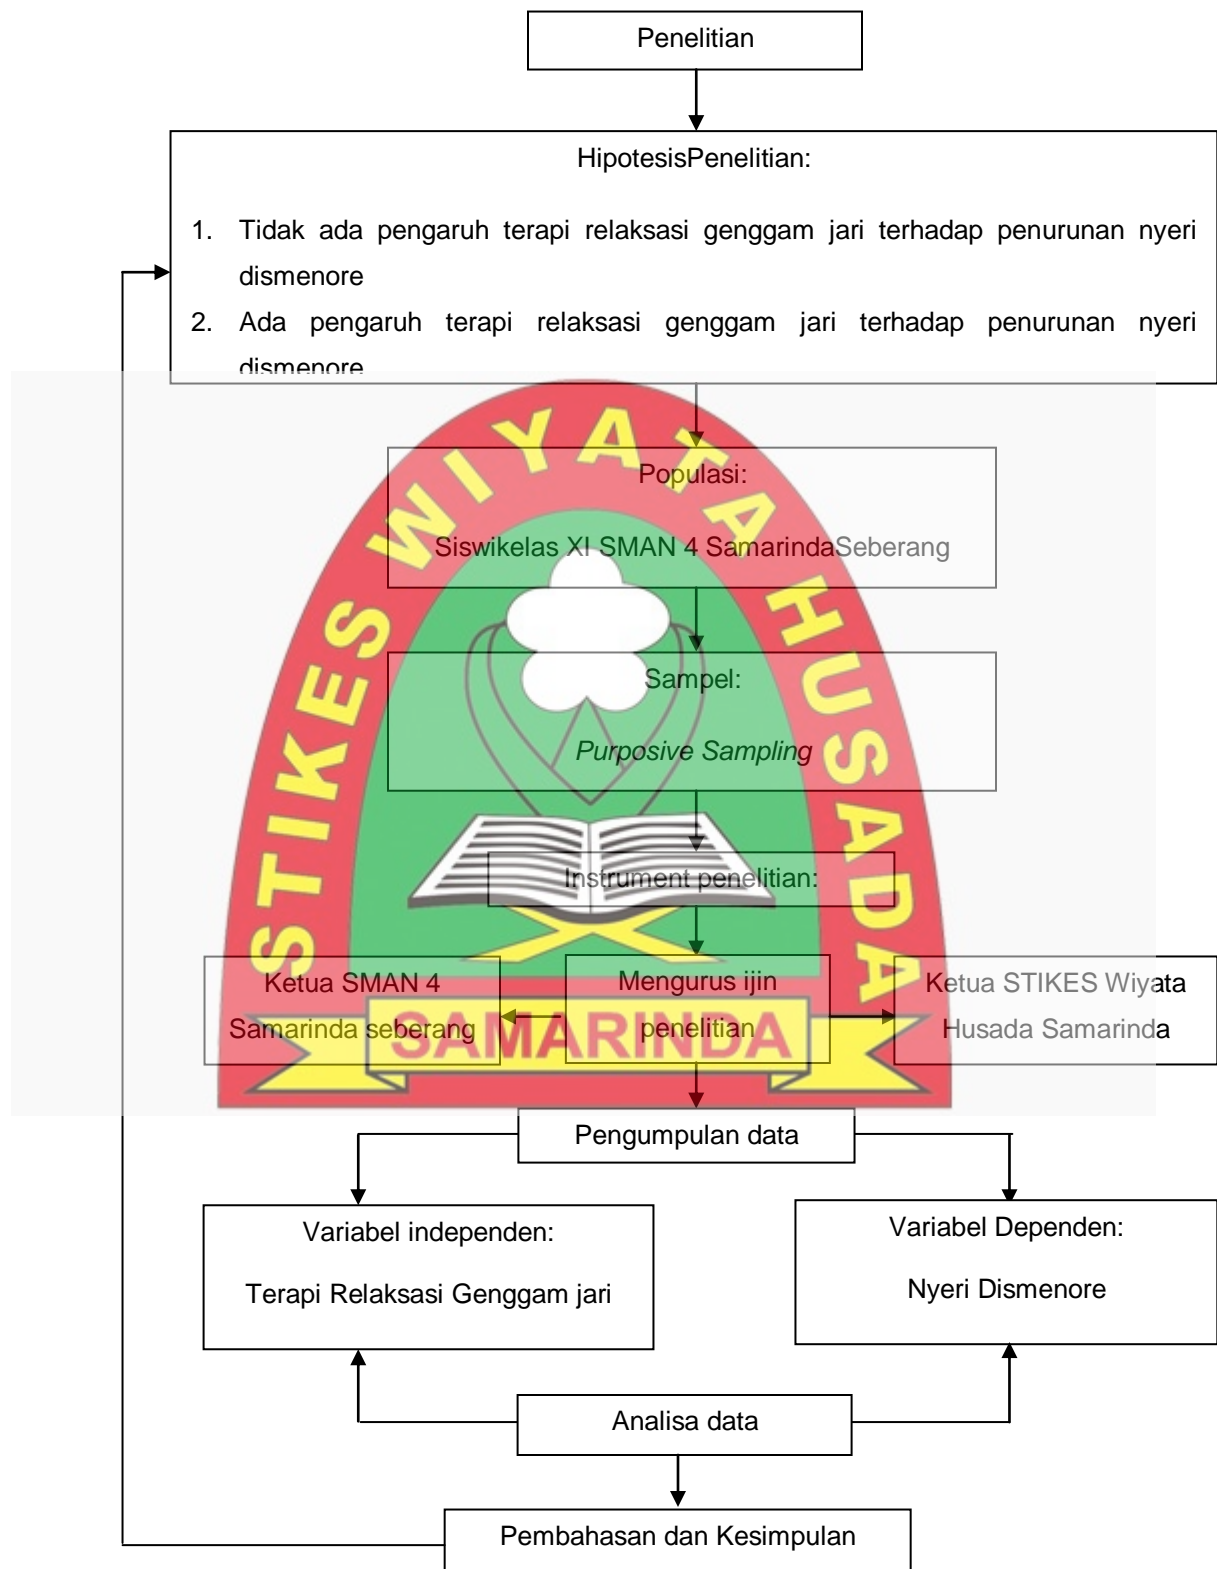 Penelitian
HipotesisPenelitian:
1. Tidak ada pengaruh terapi relaksasi genggam jari terhadap penurunan nyeri
dismenore
2. Ada pengaruh terapi relaksasi genggam jari terhadap penurunan nyeri
dismenore
Populasi:
Siswikelas XI SMAN 4 SamarindaSeberang
Sampel:
Purposive Sampling
Instrument penelitian:
Ketua SMAN 4
Samarinda seberang
Mengurus ijin
penelitian
Ketua STIKES Wiyata
Husada Samarinda
Pengumpulan data
Variabel independen:
Terapi Relaksasi Genggam jari
Variabel Dependen:
Nyeri Dismenore
Analisa data
Pembahasan dan Kesimpulan
STIKES WIYATA HUSADA
SAMARINDA